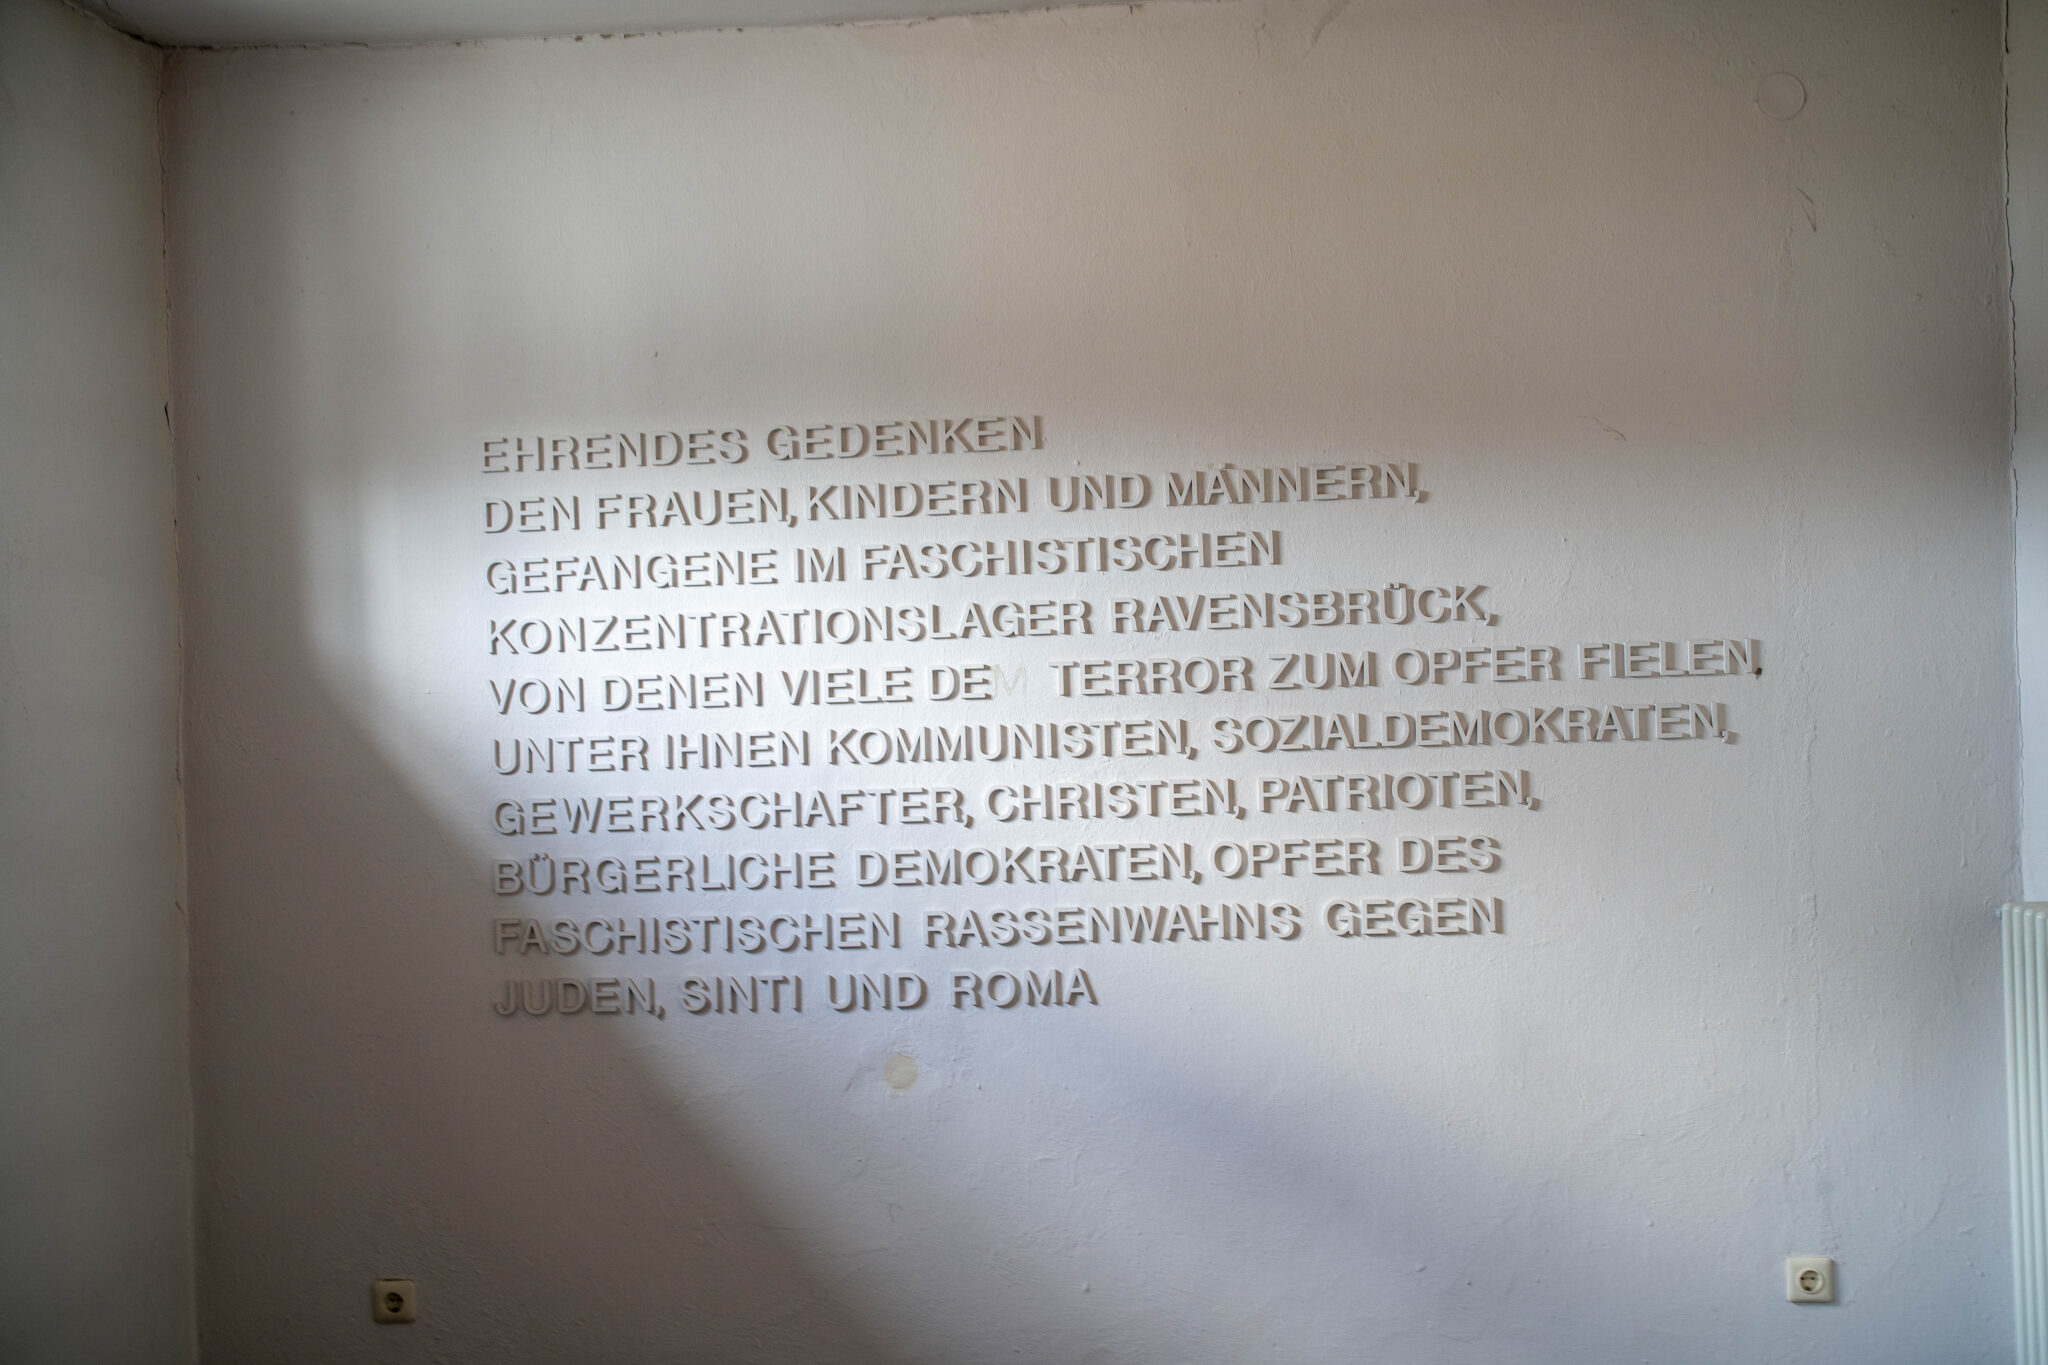 EHRENDES GEDENKEN
DEN FRAUEN, KINDERN UND MÄNNERN,
GEFANGENE IM FASCHISTISCHEN
KONZENTRATIONSLAGER RAVENSBRÜCK,
VON DENEN VIELE DEM TERROR ZUM OPFER FIELEN,
UNTER IHNEN KOMMUNISTEN, SOZIALDEMOKRATEN,
GEWERKSCHAFTER, CHRISTEN, PATRIOTEN,
BÜRGERLICHE DEMOKRATEN, OPFER DES
FASCHISTISCHEN RASSENWAHNS GEGEN
JUDEN, SINTI UND ROMA